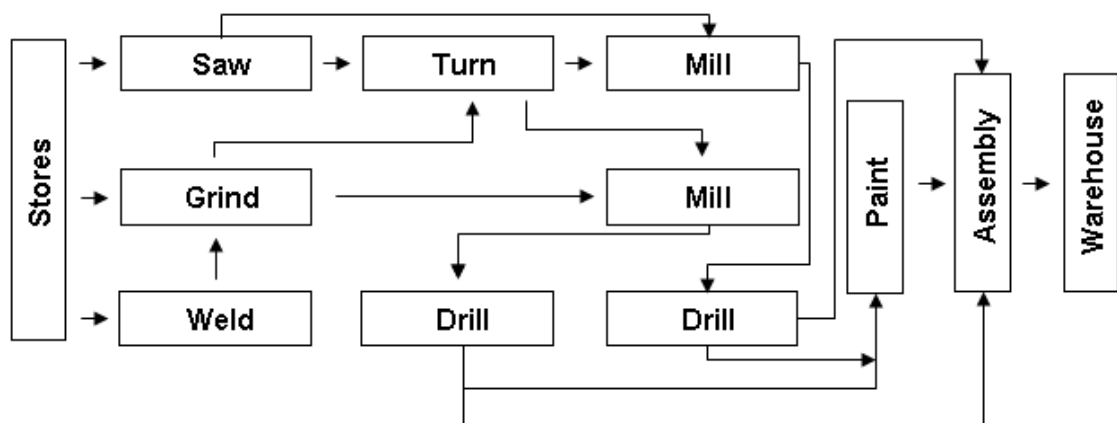 Stores
Saw
Turn
Mill
Grind
Mill
Weld
Drill
Drill
Paint
Assembly
Warehouse